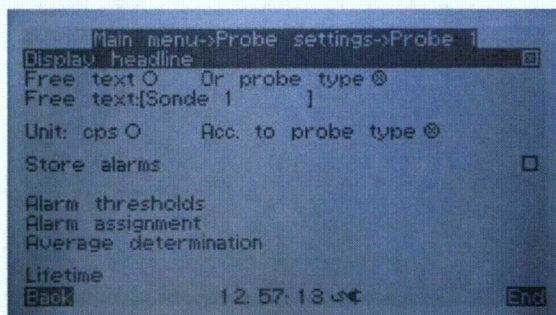 Main menu->Probe settings->Probe 1
Display headline
Free text Or probe type
Free text:[Sonde 1 ]
Unit: cps Acc. to probe type
Store alarms
Alarm thresholds
Alarm assignment
Average determination
Lifetime
Back 12:57:13 End